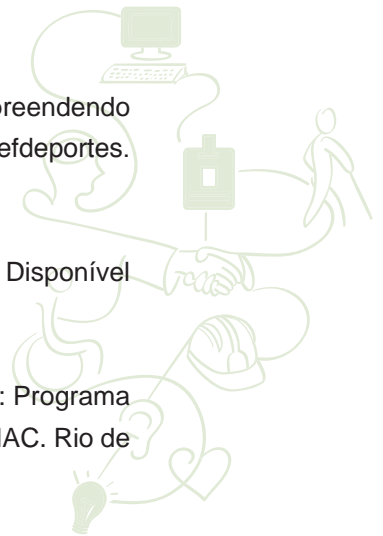 preendendo
efdeportes.
Disponível
: Programa
IAC. Rio de